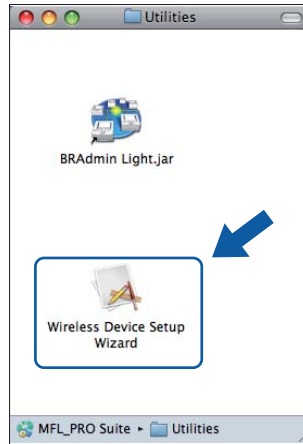 Utilities
BRAdmin Light.jar
Wireless Device Setup
Wizard
MFL_PRO Suite ▸ Utilities